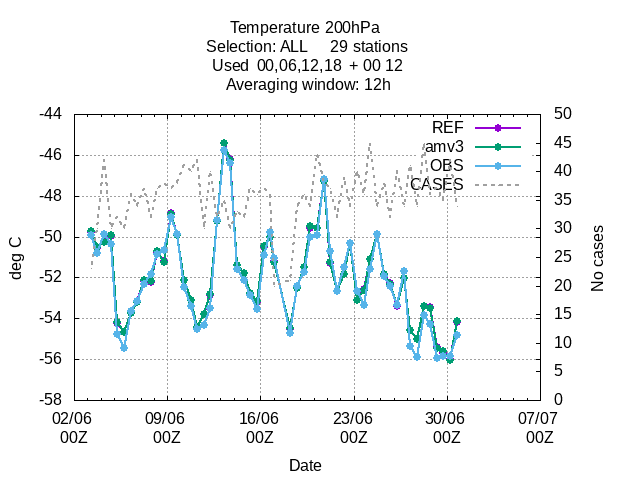 Temperature 200hPa
Selection: ALL 29 stations
Used 00,06,12,18 + 00 12
Averaging window: 12h
-44 50
REF
45
amv3
-46
40
OBS
CASES
-48 35
-50 30
deg C
No cases
25
-52
20
-54 15
10
-56
5
-58 0
02/06 09/06 16/06 23/06 30/06 07/07
00Z 00Z 00Z 00Z 00Z 00Z
Date